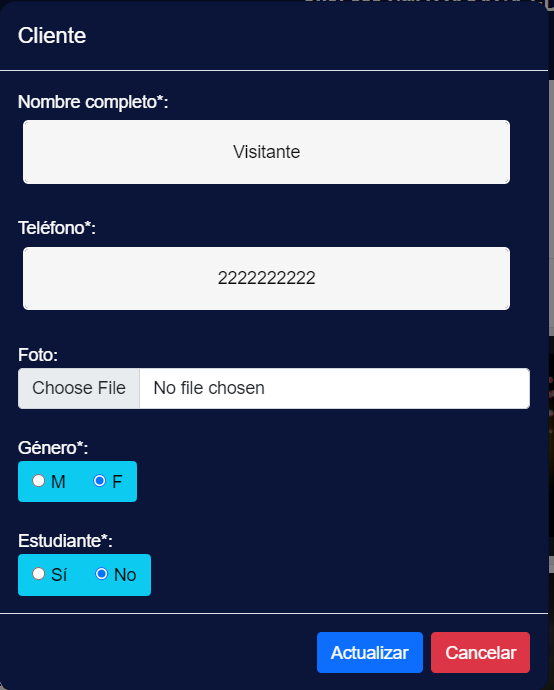 Cliente
Nombre completo*:
Visitante
Teléfono*:
2222222222
Foto:
Choose File No file chosen
Género*:
M F
Estudiante*:
Sí No
Actualizar Cancelar